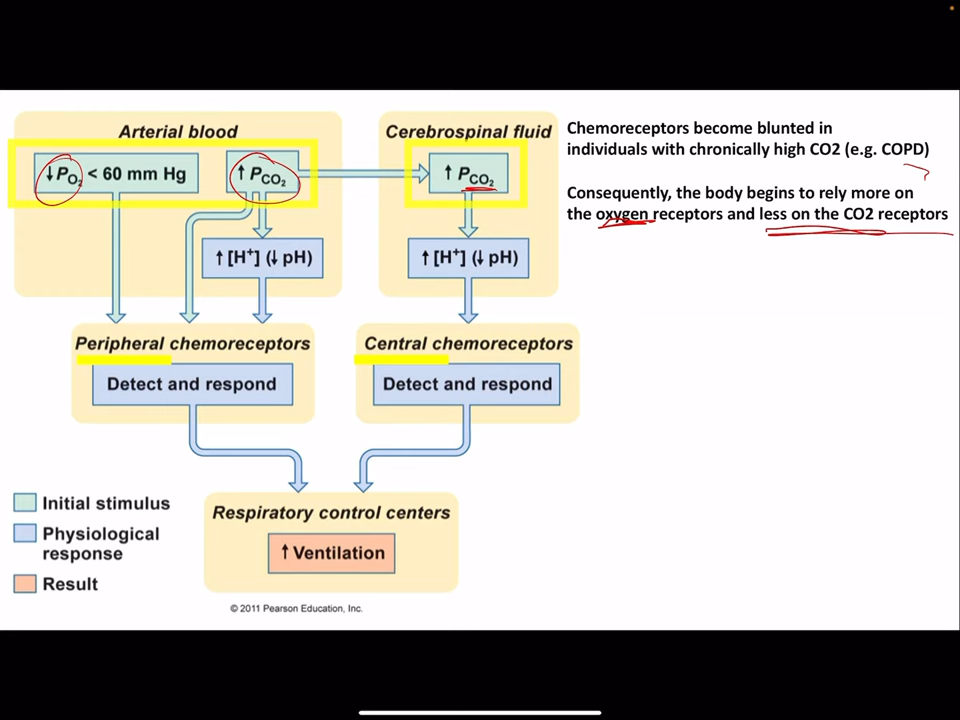 Arterial blood
↓PO₂ < 60 mm Hg
↑ PCO₂
↑ [H⁺] (↓ pH)
Cerebrospinal fluid
↑ PCO₂
↑ [H⁺] (↓ pH)
Chemoreceptors become blunted in
individuals with chronically high CO2 (e.g. COPD)
Consequently, the body begins to rely more on
the oxygen receptors and less on the CO2 receptors
Peripheral chemoreceptors
Detect and respond
Central chemoreceptors
Detect and respond
Respiratory control centers
↑ Ventilation
Initial stimulus
Physiological
response
Result
© 2011 Pearson Education, Inc.